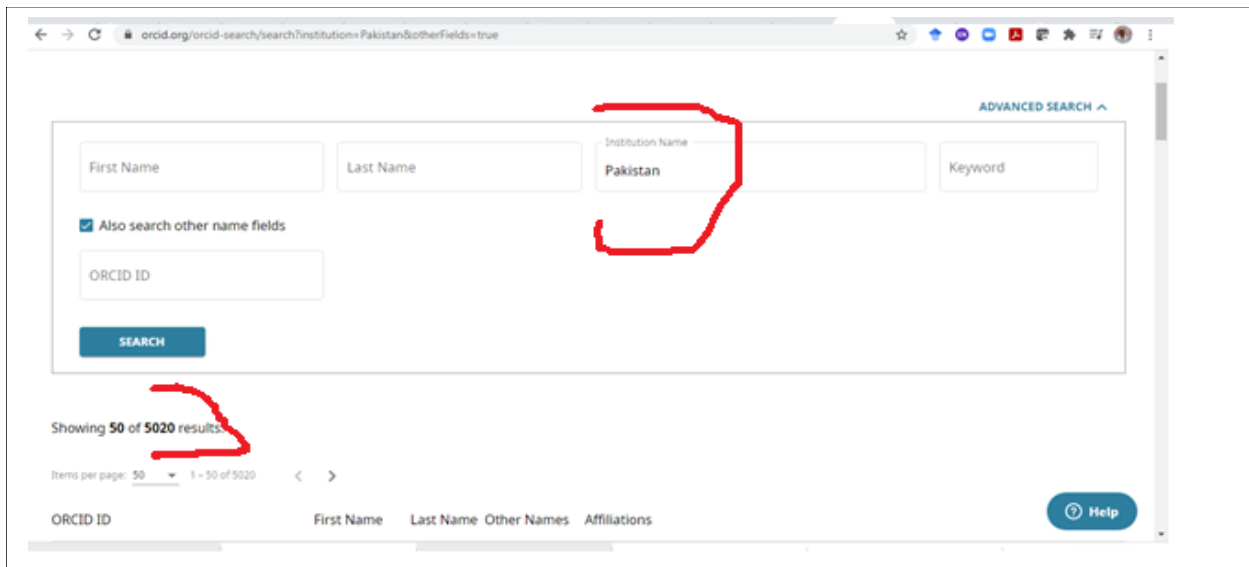 orcid.org/orcid-search/search?institution=Pakistan&otherFields=true
ADVANCED SEARCH
Institution Name
First Name Last Name Pakistan Keyword
Also search other name fields
ORCID ID
SEARCH
Showing 50 of 5020 results.
Items per page: 50 1 – 50 of 5020
ORCID ID First Name Last Name Other Names Affiliations
Help